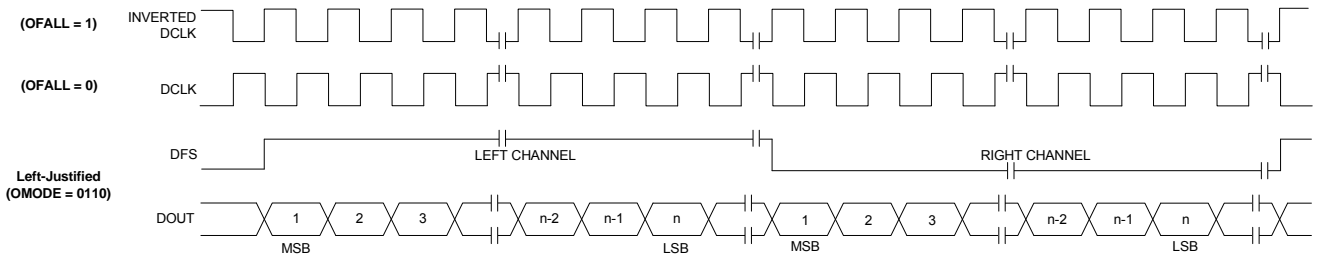 (OFALL = 1)
INVERTED
DCLK
(OFALL = 0)
DCLK
DFS
LEFT CHANNEL
RIGHT CHANNEL
Left-Justified
(OMODE = 0110)
DOUT
1 2 3 n-2 n-1 n 1 2 3 n-2 n-1 n
MSB LSB MSB LSB